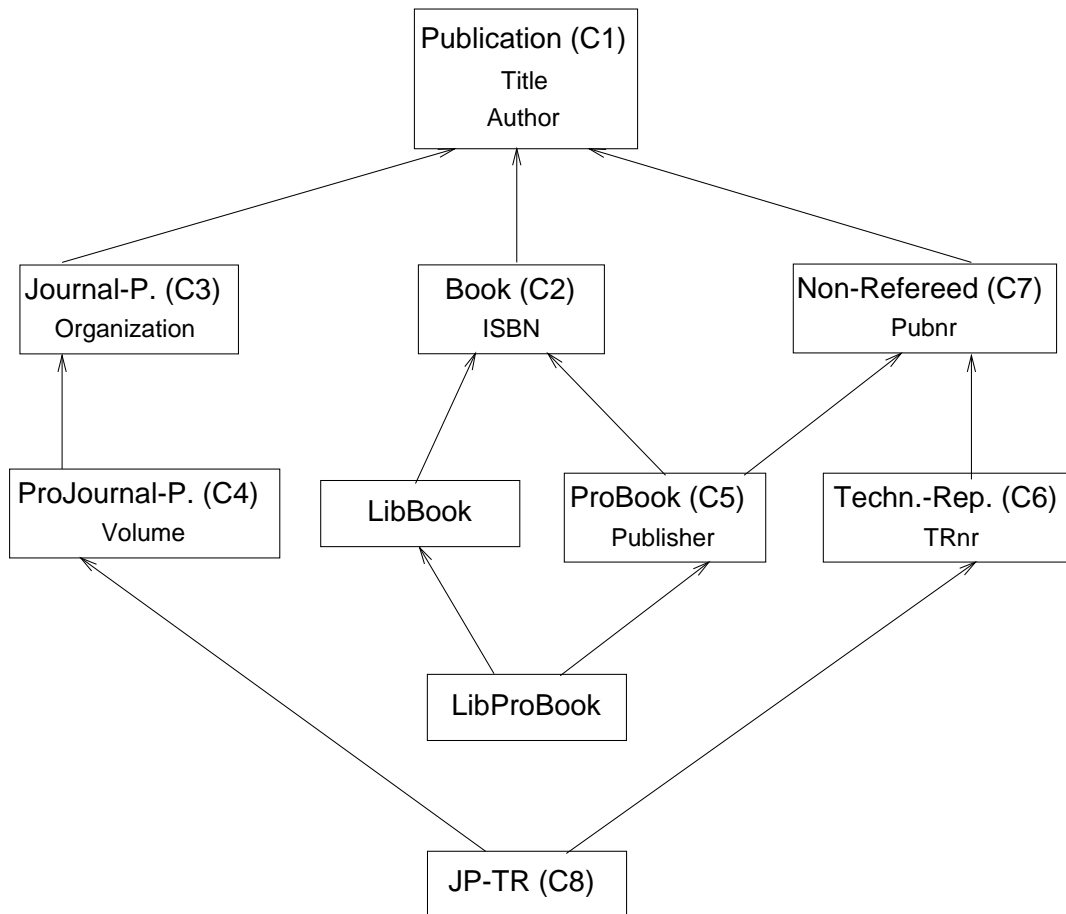 Publication (C1)
Title
Author
Journal-P. (C3)
Organization
Book (C2)
ISBN
Non-Refereed (C7)
Pubnr
ProJournal-P. (C4)
Volume
LibBook
ProBook (C5)
Publisher
Techn.-Rep. (C6)
TRnr
LibProBook
JP-TR (C8)